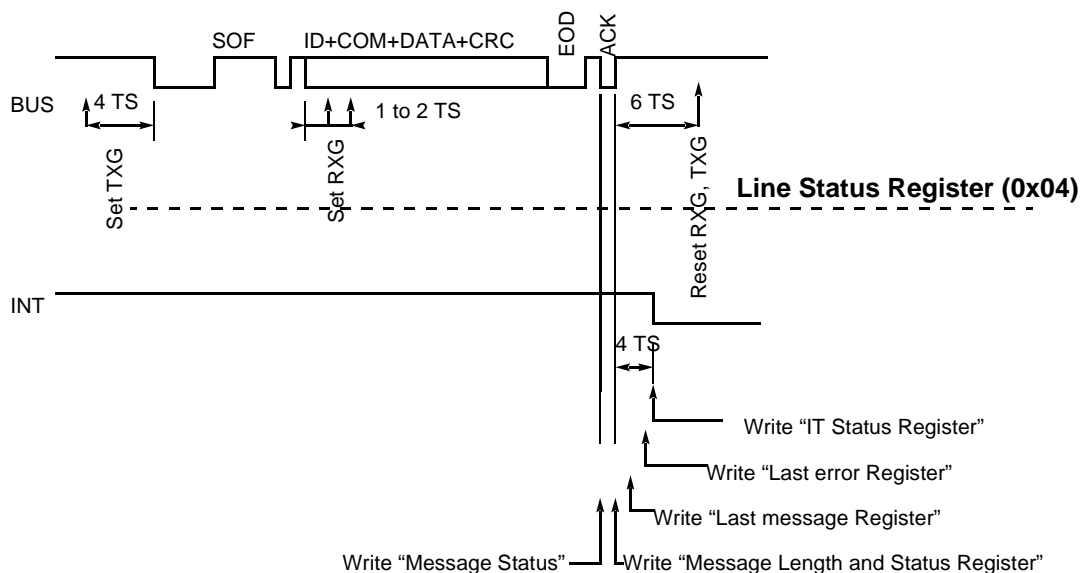 SOF
ID+COM+DATA+CRC
EOD
ACK
BUS
4 TS
1 to 2 TS
6 TS
Set TXG
Set RXG
Reset RXG, TXG
Line Status Register (0x04)
INT
4 TS
Write “IT Status Register”
Write “Last error Register”
Write “Last message Register”
Write “Message Status”
Write “Message Length and Status Register”